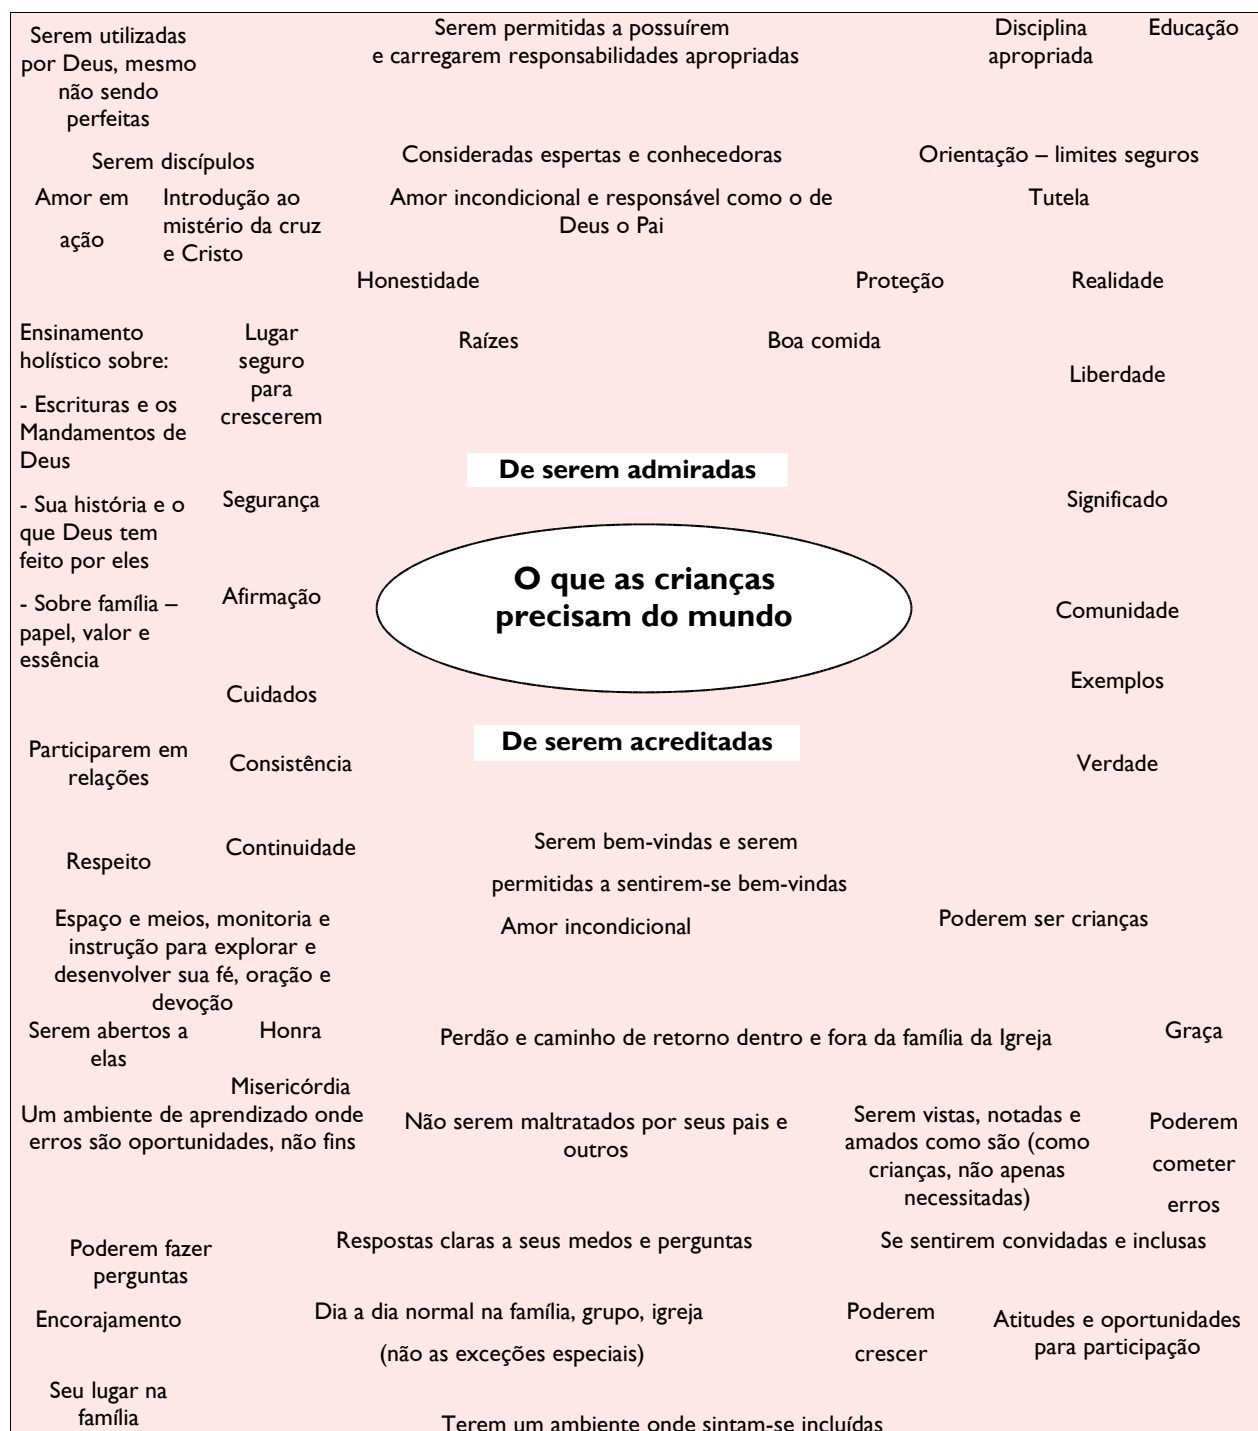 Serem utilizadas
por Deus, mesmo
não sendo
perfeitas
Serem permitidas a possuírem
e carregarem responsabilidades apropriadas
Disciplina
apropriada
Educação
Serem discípulos
Consideradas espertas e conhecedoras
Orientação – limites seguros
Amor em
ação
Introdução ao
mistério da cruz
e Cristo
Amor incondicional e responsável como o de
Deus o Pai
Tutela
Honestidade
Proteção
Realidade
Ensinamento
holístico sobre:
- Escrituras e os
Mandamentos de
Deus
- Sua história e o
que Deus tem
feito por eles
- Sobre família –
papel, valor e
essência
Lugar
seguro
para
crescerem
Raízes
Boa comida
Liberdade
De serem admiradas
Segurança
Significado
O que as crianças
precisam do mundo
Afirmação
Comunidade
Cuidados
Exemplos
De serem acreditadas
Participarem em
relações
Consistência
Verdade
Respeito
Continuidade
Serem bem-vindas e serem
permitidas a sentirem-se bem-vindas
Espaço e meios, monitoria e
instrução para explorar e
desenvolver sua fé, oração e
devoção
Amor incondicional
Poderem ser crianças
Serem abertos a
elas
Honra
Perdão e caminho de retorno dentro e fora da família da Igreja
Graça
Misericórdia
Um ambiente de aprendizado onde
erros são oportunidades, não fins
Não serem maltratados por seus pais e
outros
Serem vistas, notadas e
amados como são (como
crianças, não apenas
necessitadas)
Poderem
cometer
erros
Poderem fazer
perguntas
Respostas claras a seus medos e perguntas
Se sentirem convidadas e inclusas
Encorajamento
Dia a dia normal na família, grupo, igreja
(não as exceções especiais)
Poderem
crescer
Atitudes e oportunidades
para participação
Seu lugar na
família
Terem um ambiente onde sintam-se incluídas